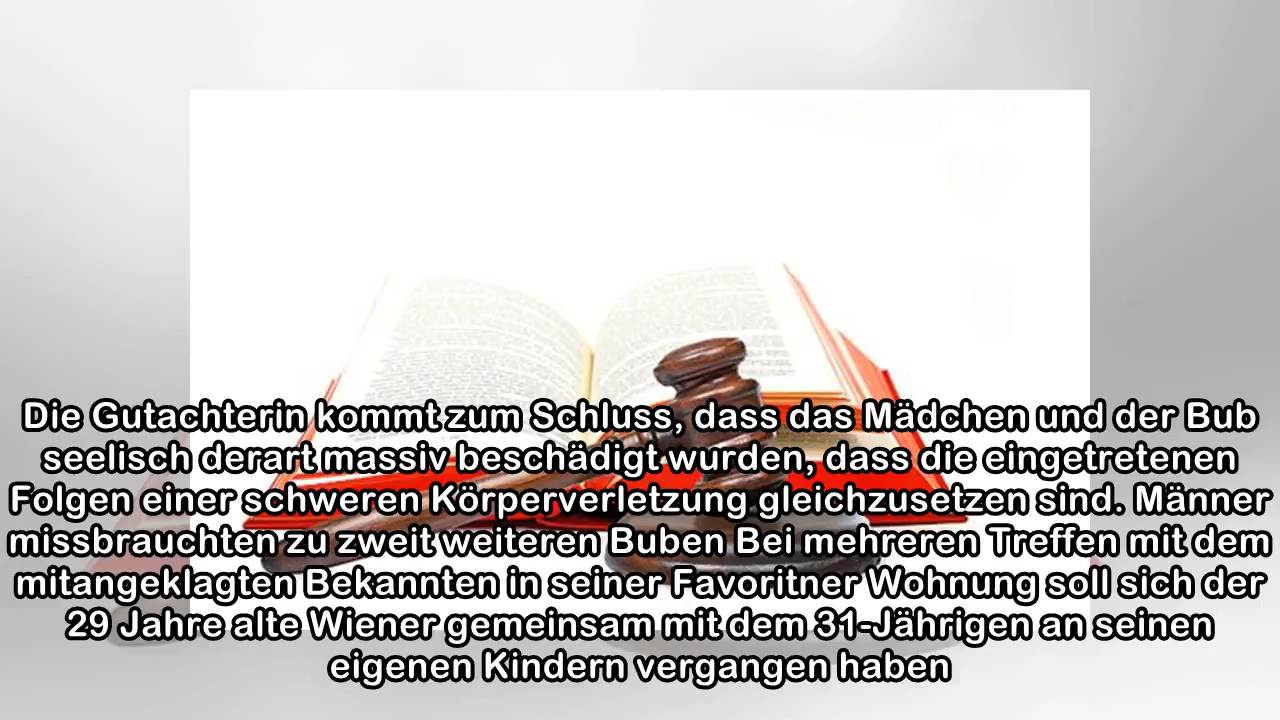 Die Gutachterin kommt zum Schluss, dass das Mädchen und der Bub
seelisch derart massiv beschädigt wurden, dass die eingetretenen
Folgen einer schweren Körperverletzung gleichzusetzen sind. Männer
missbrauchten zu zweit weiteren Buben Bei mehreren Treffen mit dem
mitangeklagten Bekannten in seiner Favoritner Wohnung soll sich der
29 Jahre alte Wiener gemeinsam mit dem 31-Jährigen an seinen
eigenen Kindern vergangen haben